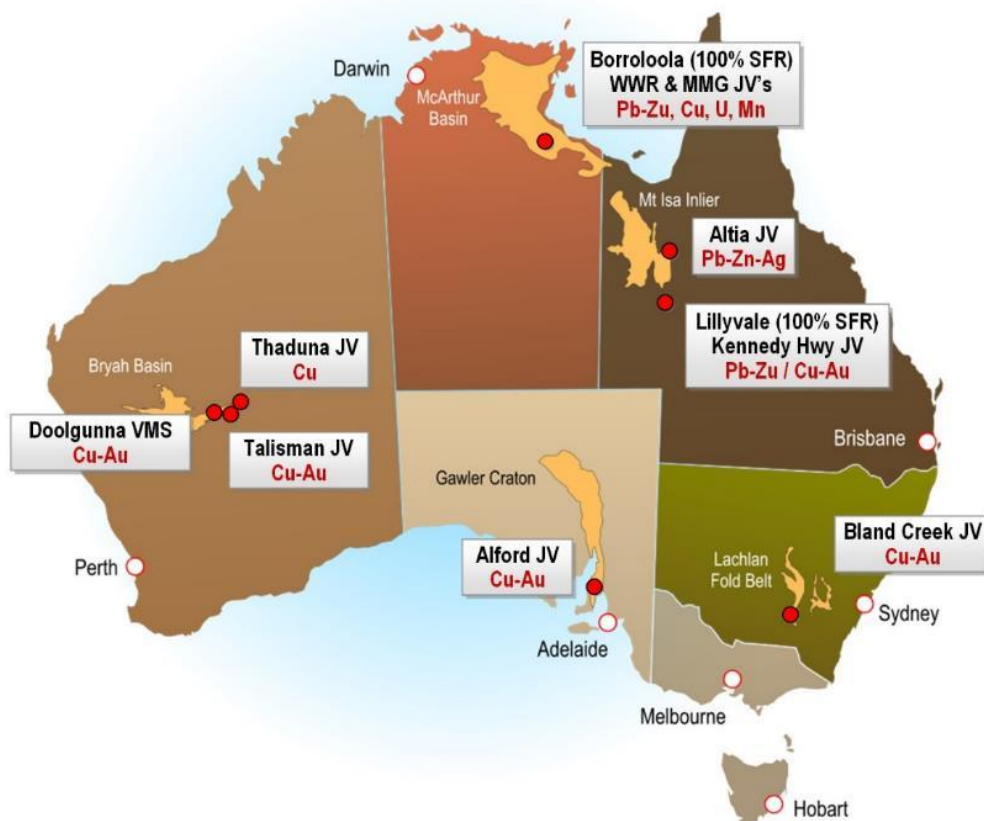 Darwin
McArthur
Basin
Borroloola (100% SFR)
WWR & MMG JV's
Pb-Zu, Cu, U, Mn
Mt Isa Inlier
Altia JV
Pb-Zn-Ag
Lillyvale (100% SFR)
Kennedy Hwy JV
Pb-Zu / Cu-Au
Bryah Basin
Thaduna JV
Cu
Doolgunna VMS
Cu-Au
Talisman JV
Cu-Au
Brisbane
Gawler Craton
Perth
Alford JV
Cu-Au
Adelaide
Lachlan
Fold Belt
Bland Creek JV
Cu-Au
Sydney
Melbourne
Hobart